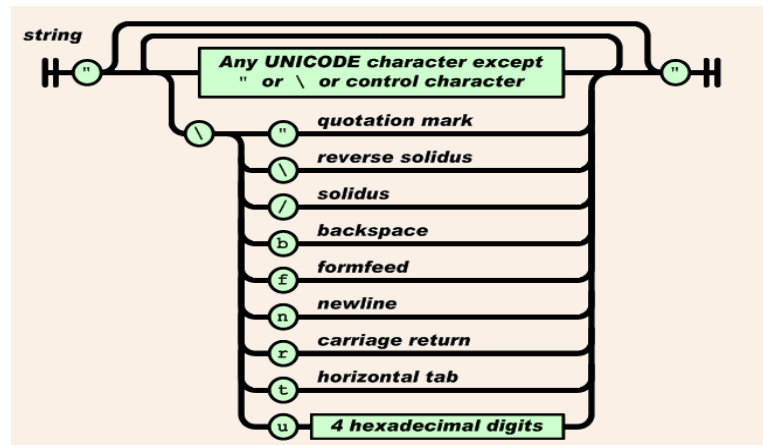 string
" Any UNICODE character except "
" or \ or control character
\ " quotation mark
\ reverse solidus
/ solidus
b backspace
f formfeed
n newline
r carriage return
t horizontal tab
u 4 hexadecimal digits